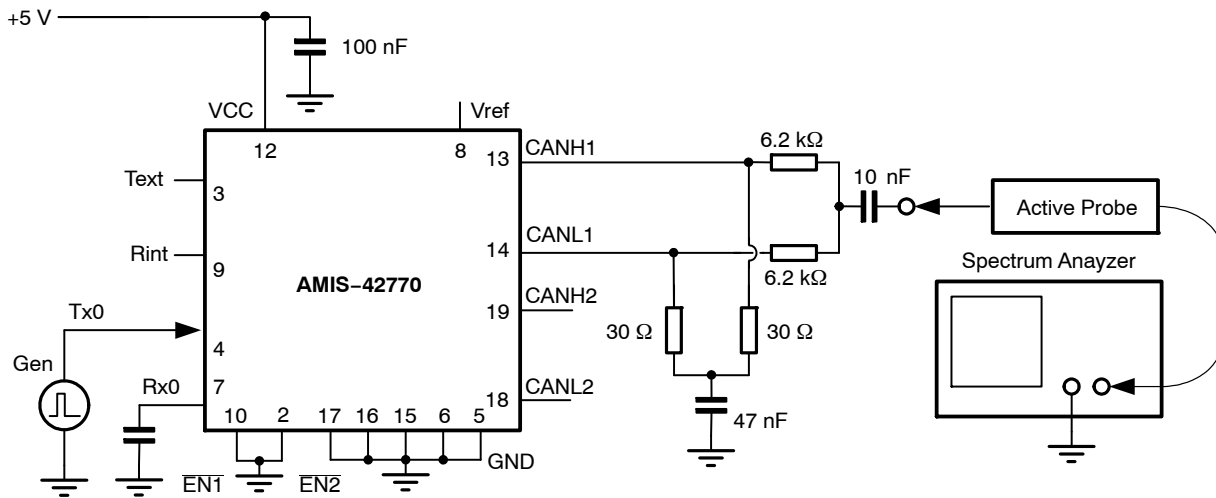 +5 V
100 nF
VCC
Vref
12
8
13
CANH1
6.2 kΩ
10 nF
Text
3
Active Probe
14
CANL1
6.2 kΩ
Rint
9
AMIS−42770
Spectrum Anayzer
19
CANH2
Tx0
30 Ω
30 Ω
4
Gen
7
Rx0
18
CANL2
47 nF
10
2
17
16
15
6
5
EN1
EN2
GND